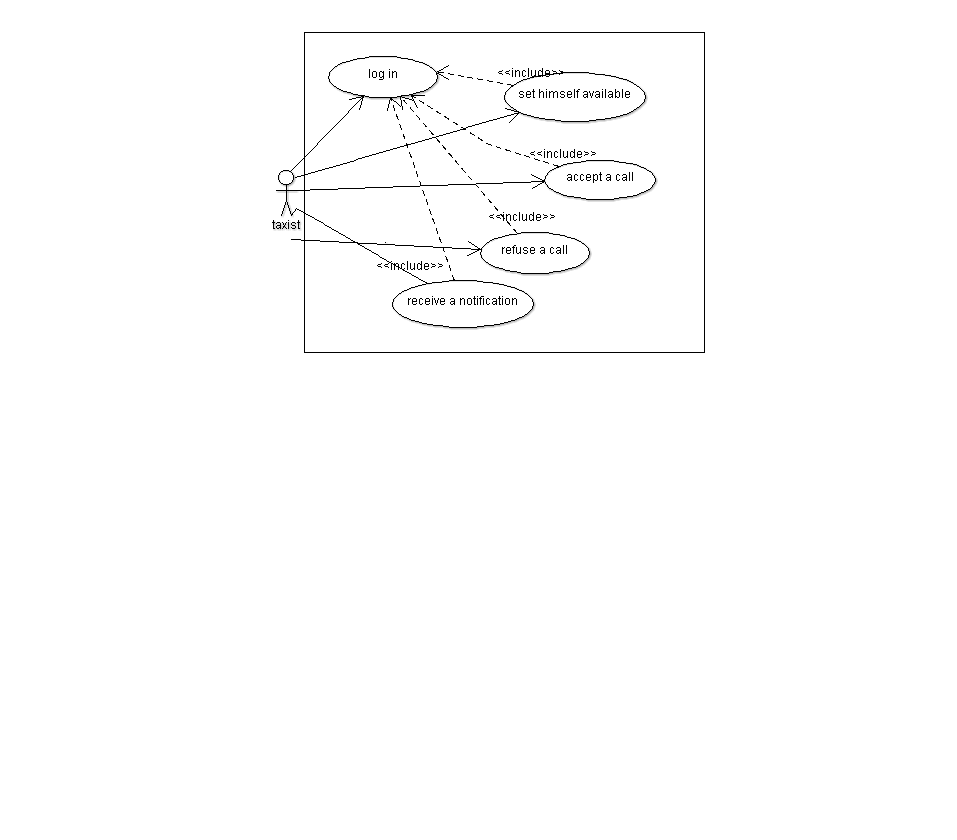 log in
<<include>>
set himself available
<<include>>
accept a call
taxist
<<include>>
refuse a call
<<include>>
receive a notification